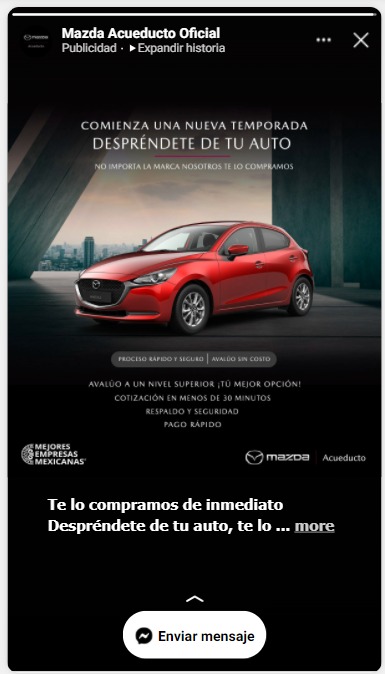 Mazda Acueducto Oficial
Publicidad · Expandir historia
COMIENZA UNA NUEVA TEMPORADA
DESPRÉNDETE DE TU AUTO
NO IMPORTA LA MARCA NOSOTROS TE LO COMPRAMOS
PROCESO RÁPIDO Y SEGURO | AVALÚO SIN COSTO
AVALÚO A UN NIVEL SUPERIOR ¡TÚ MEJOR OPCIÓN!
COTIZACIÓN EN MENOS DE 30 MINUTOS
RESPALDO Y SEGURIDAD
PAGO RÁPIDO
MEJORES
EMPRESAS
MEXICANAS
mazda | Acueducto
Te lo compramos de inmediato
Despréndete de tu auto, te lo ... more
Enviar mensaje